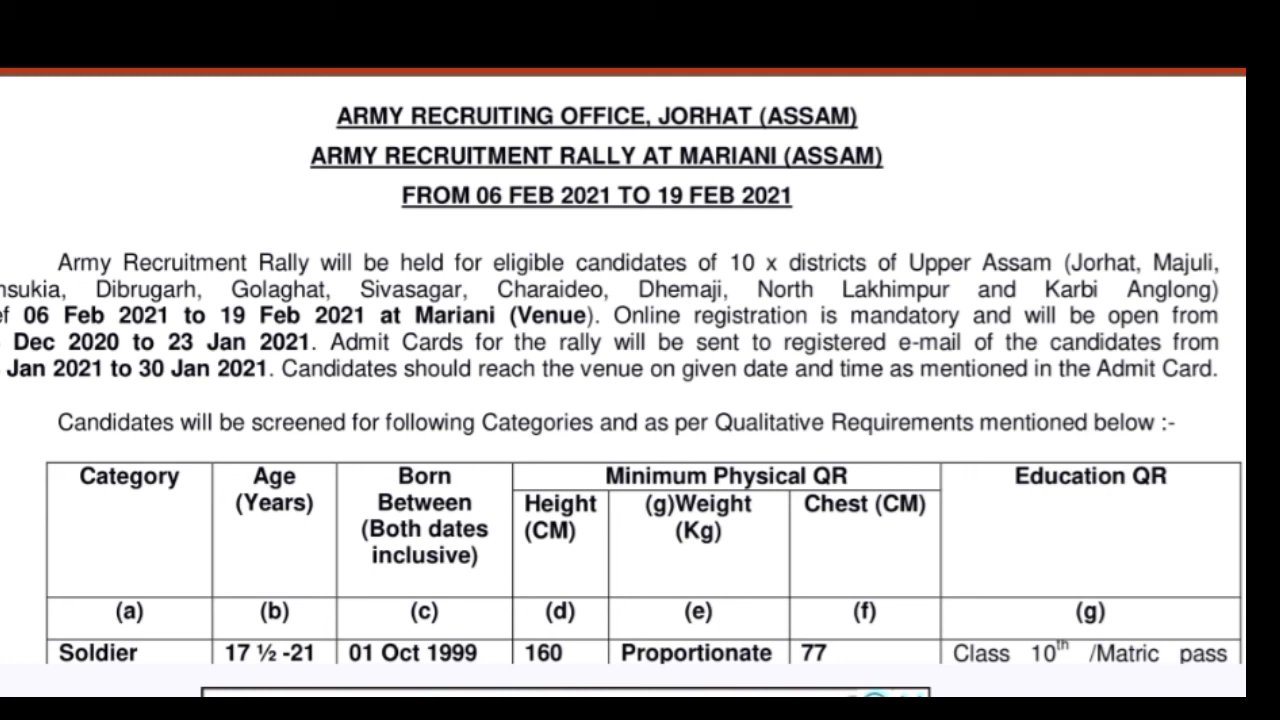 ARMY RECRUITING OFFICE, JORHAT (ASSAM)
ARMY RECRUITMENT RALLY AT MARIANI (ASSAM)
FROM 06 FEB 2021 TO 19 FEB 2021
Army Recruitment Rally will be held for eligible candidates of 10 x districts of Upper Assam (Jorhat, Majuli,
nsukia, Dibrugarh, Golaghat, Sivasagar, Charaideo, Dhemaji, North Lakhimpur and Karbi Anglong)
ef 06 Feb 2021 to 19 Feb 2021 at Mariani (Venue). Online registration is mandatory and will be open from
Dec 2020 to 23 Jan 2021. Admit Cards for the rally will be sent to registered e-mail of the candidates from
Jan 2021 to 30 Jan 2021. Candidates should reach the venue on given date and time as mentioned in the Admit Card.
Candidates will be screened for following Categories and as per Qualitative Requirements mentioned below :-
Category Age Born Minimum Physical QR Education QR
(Years) Between Height (g)Weight Chest (CM)
(Both dates (CM) (Kg)
inclusive)
(a) (b) (c) (d) (e) (f) (g)
Soldier 17 ½ -21 01 Oct 1999 160 Proportionate 77 Class 10th /Matric pass